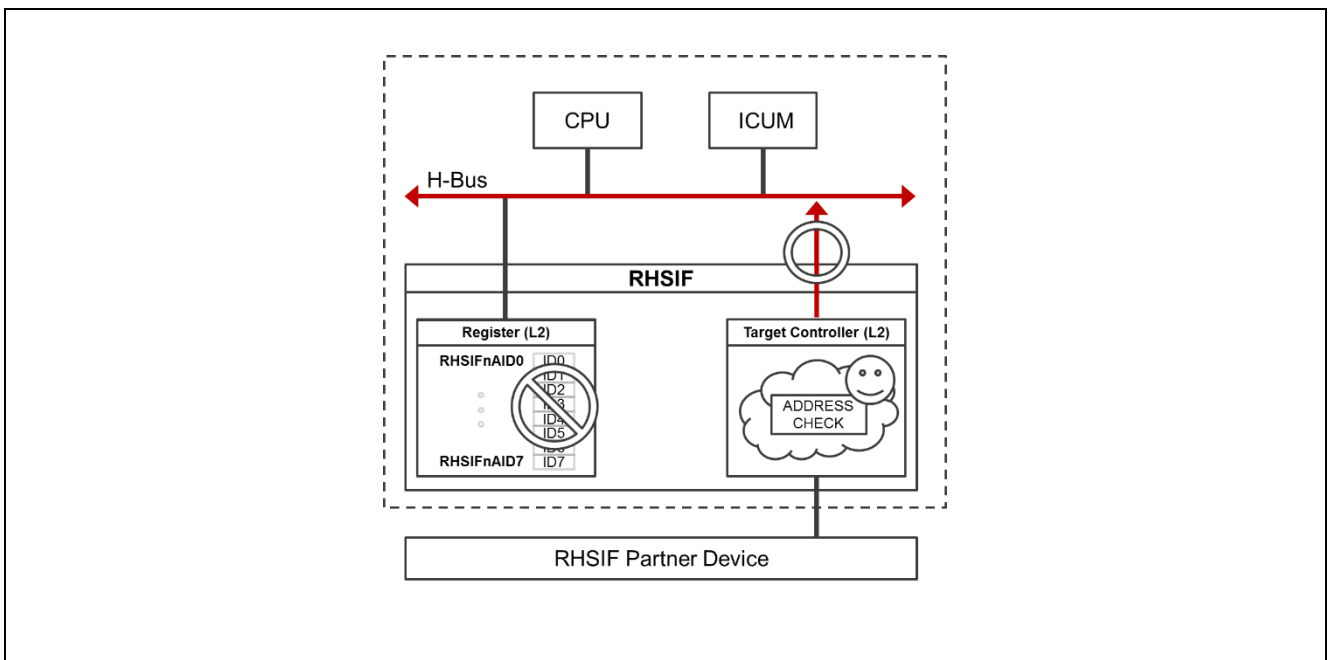 CPU
ICUM
H-Bus
RHSIF
Register (L2)
Target Controller (L2)
RHSIFnAID0
ID0
ID1
ID2
ID3
ID4
ID5
RHSIFnAID7
ID7
ADDRESS
CHECK
RHSIF Partner Device